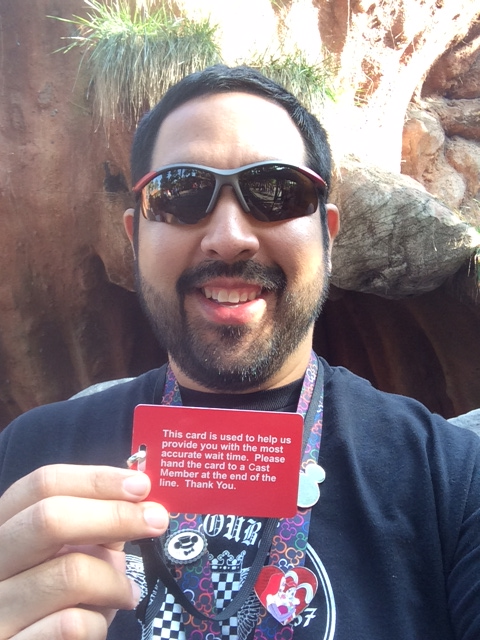 This card is used to help us
provide you with the most
accurate wait time. Please
hand the card to a Cast
Member at the end of the
line. Thank You.
OUB